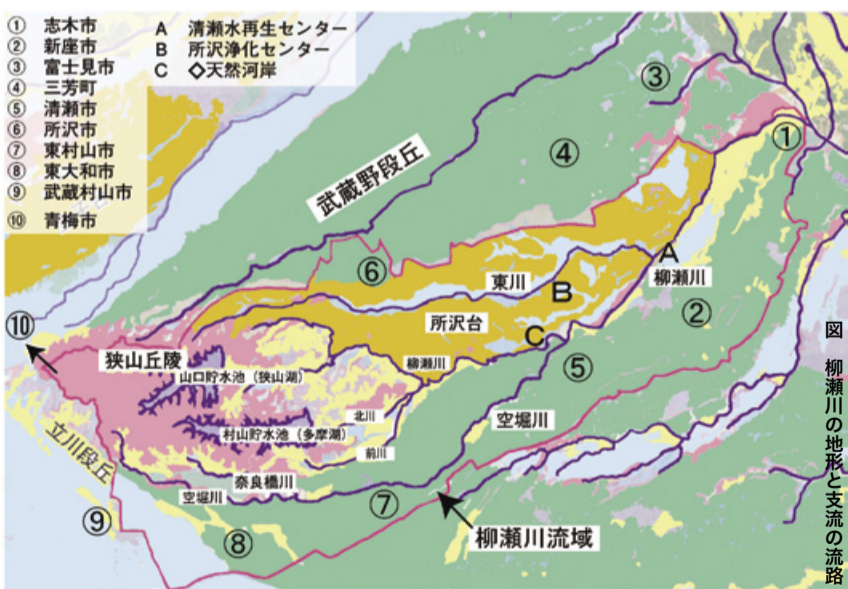 ① 志木市
② 新座市
③ 富士見市
④ 三芳町
⑤ 清瀬市
⑥ 所沢市
⑦ 東村山市
⑧ 東大和市
⑨ 武蔵村山市
⑩ 青梅市
A 清瀬水再生センター
B 所沢浄化センター
C ◇天然河岸
③
①
④
武蔵野段丘
⑥
東川
A
柳瀬川
B
②
所沢台
⑩
C
狭山丘陵
柳瀬川
⑤
山口貯水池(狭山湖)
北川
空堀川
村山貯水池(多摩湖)
前川
立川段丘
奈良橋川
空堀川
⑦
⑨
⑧
柳瀬川流域
図 柳瀬川の地形と支流の流路